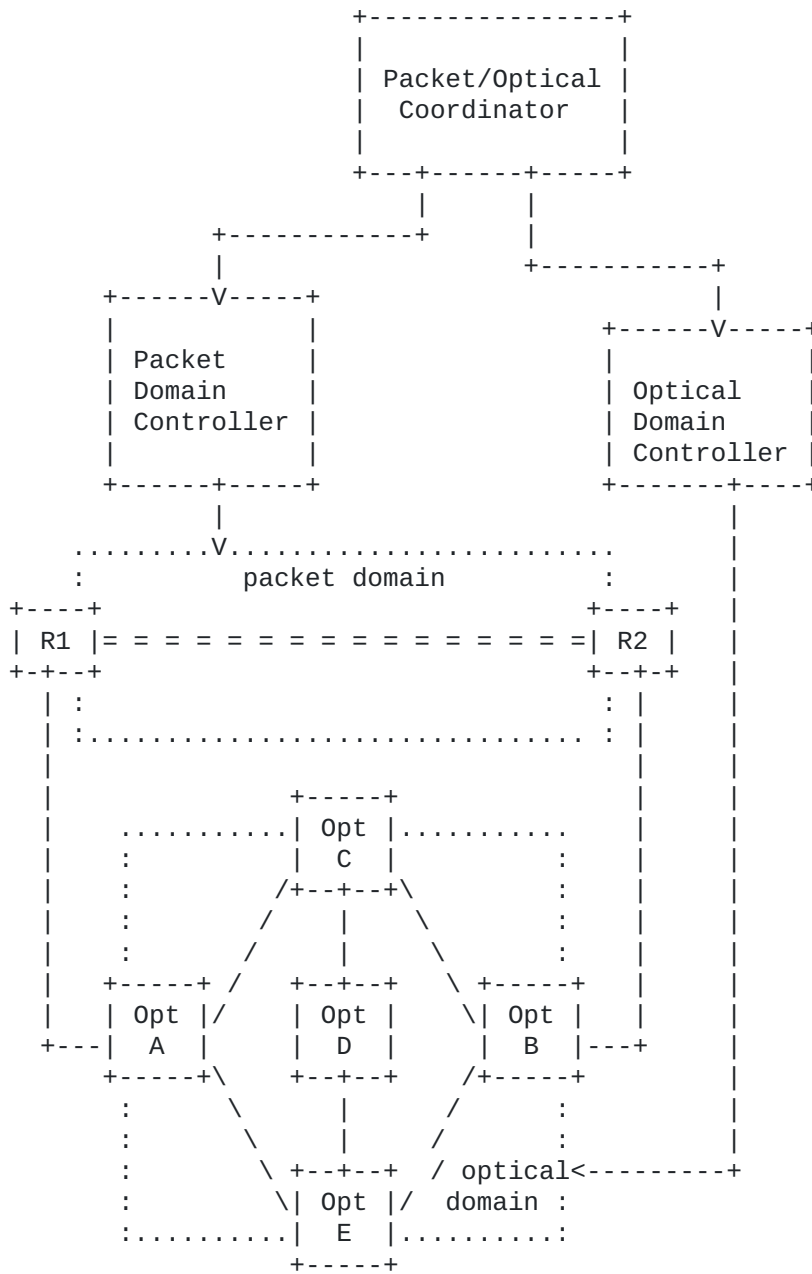 Packet/Optical
Coordinator
V
Packet
Domain
Controller
V
Optical
Domain
Controller
V
packet domain
R1 = = = = = = = = = = = = = = = = R2
Opt
C
Opt Opt Opt
A D B
optical<
Opt domain
E